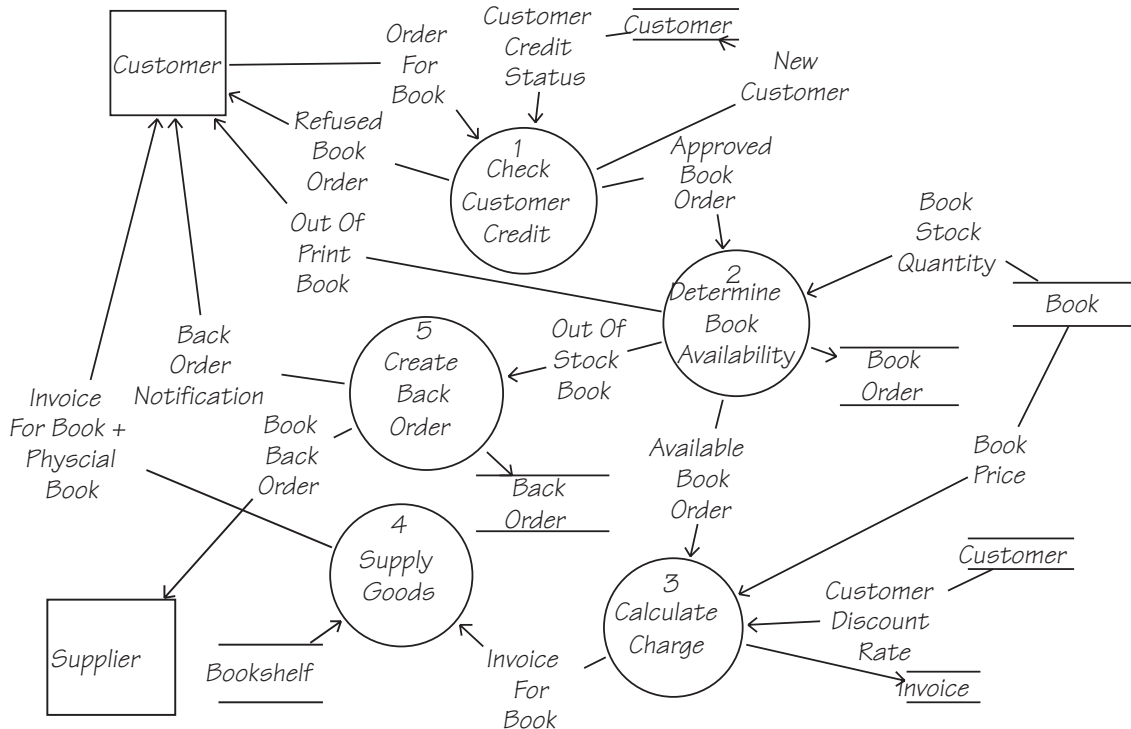 Customer
Order
For
Book
Customer
Credit
Status
Customer
New
Customer
Refused
Book
Order
1
Check
Customer
Credit
Approved
Book
Order
Out Of
Print
Book
Book
Stock
Quantity
2
Determine
Book
Availability
Book
Back
Order
Notification
5
Create
Back
Order
Out Of
Stock
Book
Book
Order
Invoice
For Book +
Physcial
Book
Book
Back
Order
Available
Book
Order
Book
Price
Back
Order
4
Supply
Goods
3
Calculate
Charge
Customer
Customer
Discount
Rate
Supplier
Bookshelf
Invoice
For
Book
Invoice